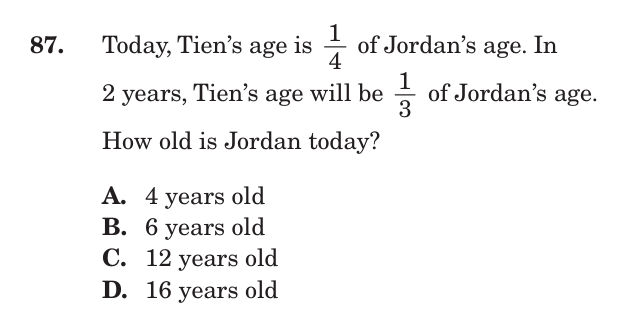 87. Today, Tien’s age is 1/4 of Jordan’s age. In
2 years, Tien’s age will be 1/3 of Jordan’s age.
How old is Jordan today?
A. 4 years old
B. 6 years old
C. 12 years old
D. 16 years old